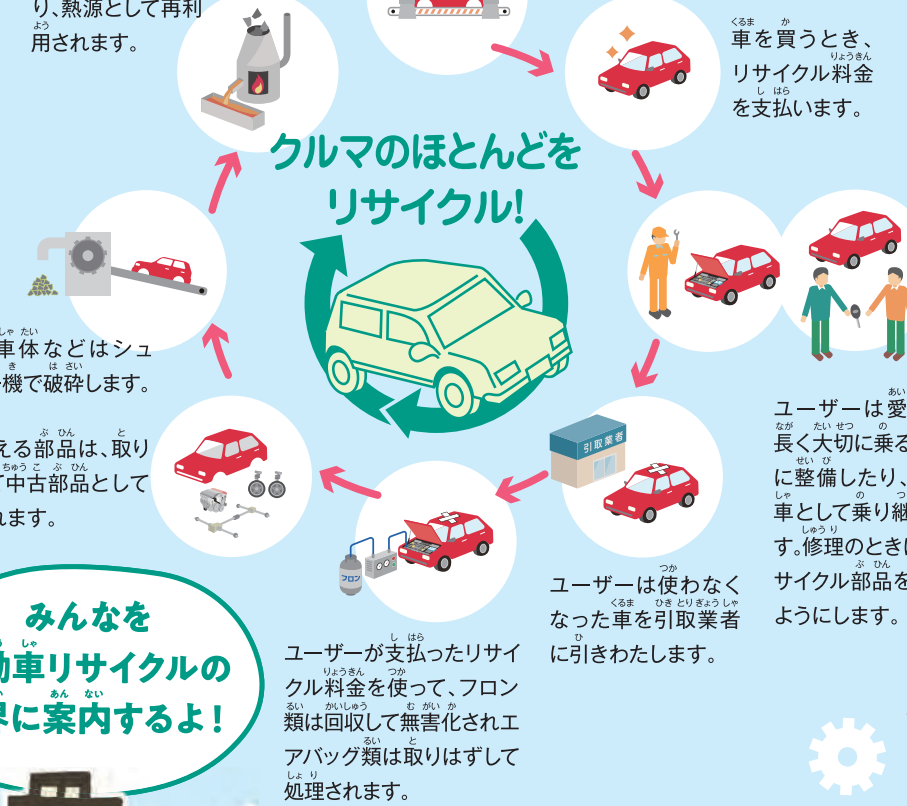 り、熱源として再利
用されます。
車を買うとき、
リサイクル料金
を支払います。
クルマのほとんどを
リサイクル!
車体などはシュ
機で破砕します。
える部品は、取り
中古部品として
ます。
引取業者
フロン
ユーザーは愛
長く大切に乗る
に整備したり、
車として乗り継
す。修理のとき
サイクル部品を
ようにします。
ユーザーは使わなく
なった車を引取業者
に引きわたします。
ユーザーが支払ったリサイ
クル料金を使って、フロン
類は回収して無害化されエ
アバッグ類は取りはずして
処理されます。
みんなを
動車リサイクルの
界に案内するよ!